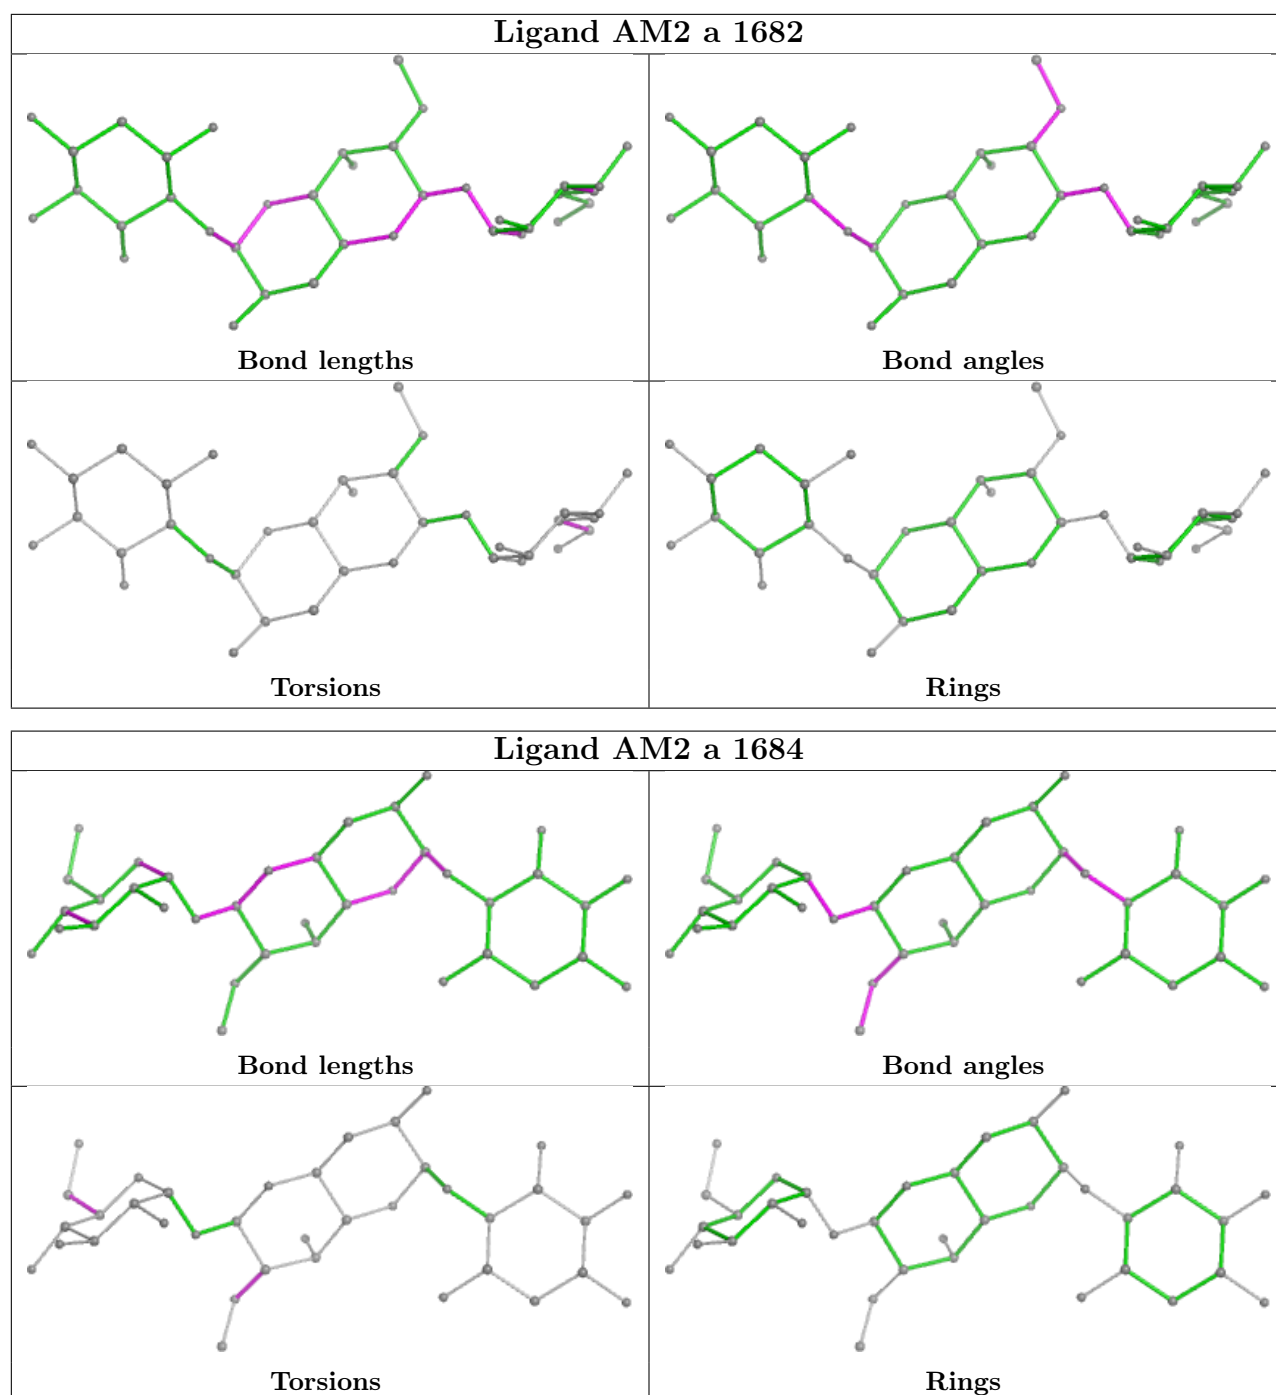 Ligand AM2 a 1682
Bond lengths
Bond angles
Torsions
Rings
Ligand AM2 a 1684
Bond lengths
Bond angles
Torsions
Rings